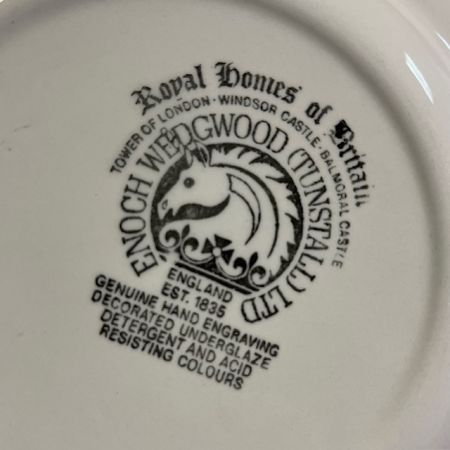 Royal Homes of Britain
TOWER OF LONDON · WINDSOR CASTLE · BALMORAL CASTLE
ENOCH WEDGWOOD (TUNSTALL) LTD
ENGLAND
EST. 1835
GENUINE HAND ENGRAVING
DECORATED UNDERGLAZE
DETERGENT AND ACID
RESISTING COLOURS